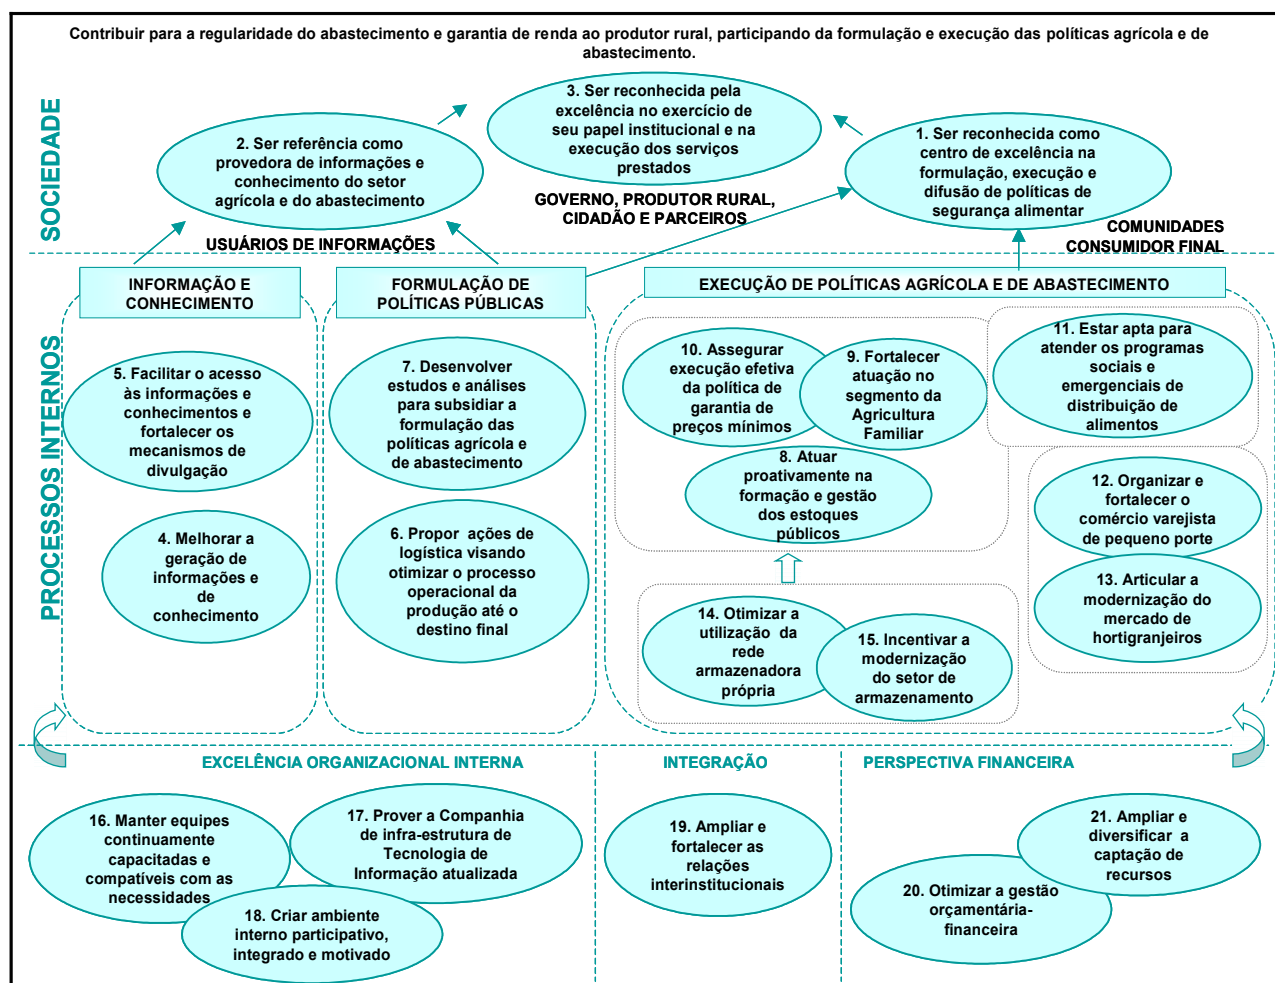 Contribuir para a regularidade do abastecimento e garantia de renda ao produtor rural, participando da formulação e execução das políticas agrícola e de
abastecimento.
SOCIEDADE
3. Ser reconhecida pela
excelência no exercício de
seu papel institucional e na
execução dos serviços
prestados
2. Ser referência como
provedora de informações e
conhecimento do setor
agrícola e do abastecimento
1. Ser reconhecida como
centro de excelência na
formulação, execução e
difusão de políticas de
segurança alimentar
GOVERNO, PRODUTOR RURAL,
CIDADÃO E PARCEIROS
USUÁRIOS DE INFORMAÇÕES
COMUNIDADES
CONSUMIDOR FINAL
PROCESSOS INTERNOS
INFORMAÇÃO E
CONHECIMENTO
5. Facilitar o acesso
às informações e
conhecimentos e
fortalecer os
mecanismos de
divulgação
4. Melhorar a
geração de
informações e
de
conhecimento
FORMULAÇÃO DE
POLÍTICAS PÚBLICAS
7. Desenvolver
estudos e análises
para subsidiar a
formulação das
políticas agrícola e
de abastecimento
6. Propor ações de
logística visando
otimizar o processo
operacional da
produção até o
destino final
EXECUÇÃO DE POLÍTICAS AGRÍCOLA E DE ABASTECIMENTO
10. Assegurar
execução efetiva
da política de
garantia de
preços mínimos
9. Fortalecer
atuação no
segmento da
Agricultura
Familiar
8. Atuar
proativamente na
formação e gestão
dos estoques
públicos
11. Estar apta para
atender os programas
sociais e
emergenciais de
distribuição de
alimentos
12. Organizar e
fortalecer o
comércio varejista
de pequeno porte
13. Articular a
modernização do
mercado de
hortigranjeiros
14. Otimizar a
utilização da
rede
armazenadora
própria
15. Incentivar a
modernização
do setor de
armazenamento
EXCELÊNCIA ORGANIZACIONAL INTERNA
16. Manter equipes
continuamente
capacitadas e
compatíveis com as
necessidades
17. Prover a Companhia
de infra-estrutura de
Tecnologia de
Informação atualizada
18. Criar ambiente
interno participativo,
integrado e motivado
INTEGRAÇÃO
19. Ampliar e
fortalecer as
relações
interinstitucionais
PERSPECTIVA FINANCEIRA
21. Ampliar e
diversificar a
captação de
recursos
20. Otimizar a gestão
orçamentária-
financeira